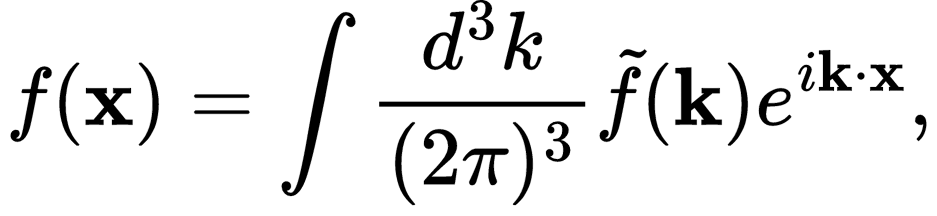 f(𝐱) = ∫ d³k/(2π)³ f̃(𝐤)e^{i𝐤·𝐱},